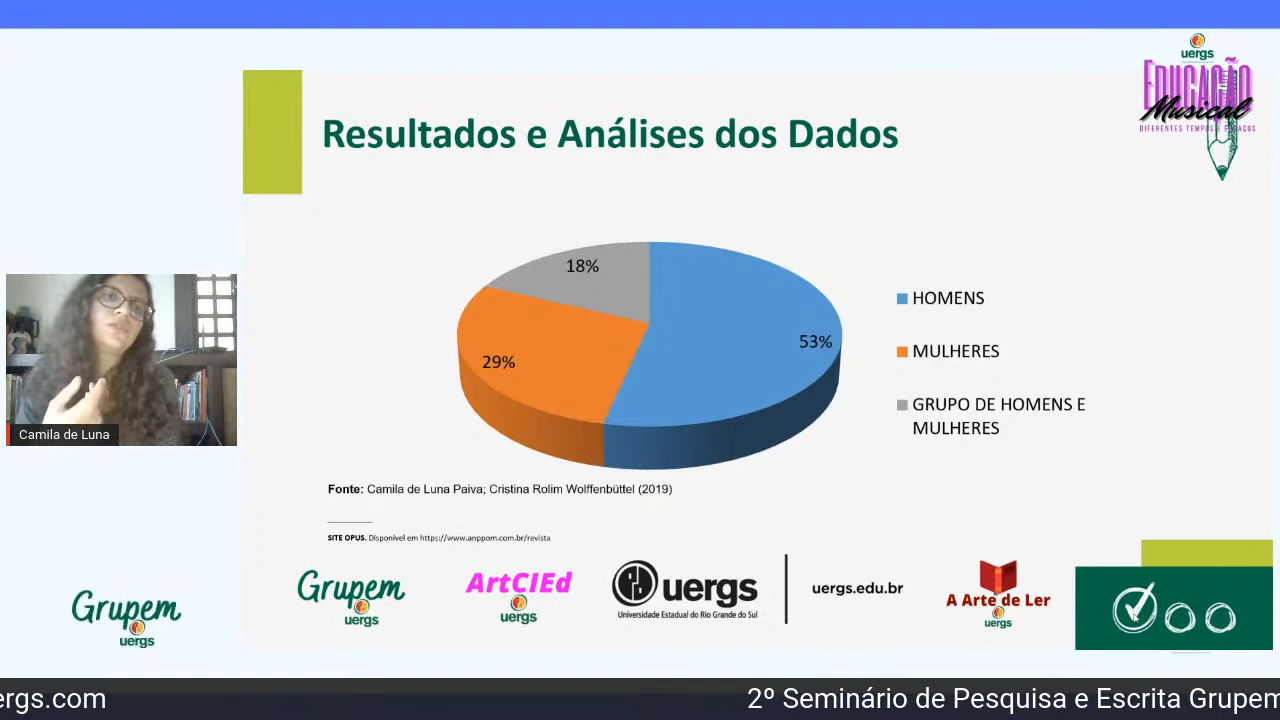 uergs
EDUCAÇÃO
Musical
DIFERENTES TEMPOS E ESPAÇOS
Resultados e Análises dos Dados
18%
53%
29%
HOMENS
MULHERES
GRUPO DE HOMENS E
MULHERES
Camila de Luna
Fonte: Camila de Luna Paiva; Cristina Rolim Wolffenbüttel (2019)
SITE OPUS. Disponível em https://www.anppom.com.br/revista
Grupem
uergs
Grupem
uergs
ArtCIEd
uergs
uergs
Universidade Estadual do Rio Grande do Sul
uergs.edu.br
A Arte de Ler
uergs
ergs.com
2º Seminário de Pesquisa e Escrita Grupem